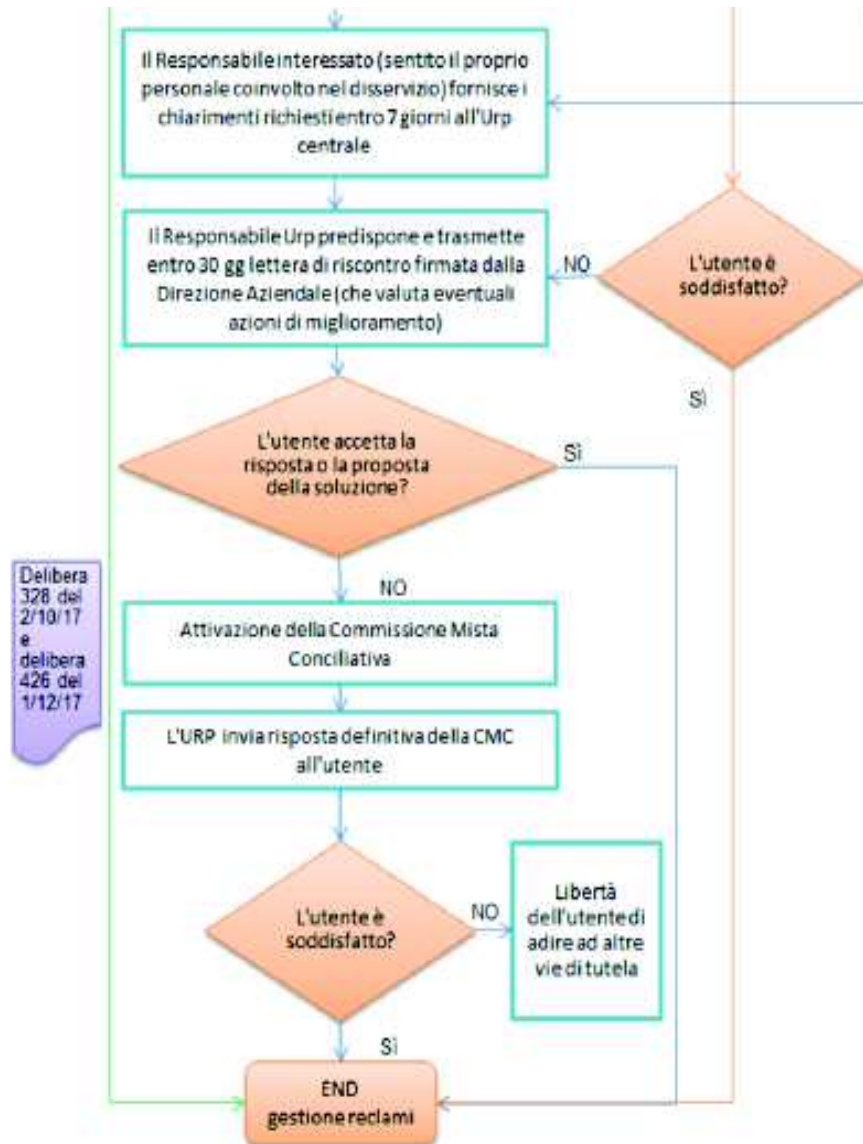 Il Responsabile interessato (sentito il proprio
personale coinvolto nel disservizio) fornisce i
chiarimenti richiesti entro 7 giorni all'Urp
centrale
Il Responsabile Urp predispone e trasmette
entro 30 gg lettera di riscontro firmata dalla
Direzione Aziendale (che valuta eventuali
azioni di miglioramento)
NO
L'utente è
soddisfatto?
Sì
L'utente accetta la
risposta o la proposta
della soluzione?
Sì
NO
Delibera
328 del
2/10/17
e
delibera
426 del
1/12/17
Attivazione della Commissione Mista
Conciliativa
L'URP invia risposta definitiva della CMC
all'utente
L'utente è
soddisfatto?
NO
Libertà
dell'utente di
adire ad altre
vie di tutela
Sì
END
gestione reclami